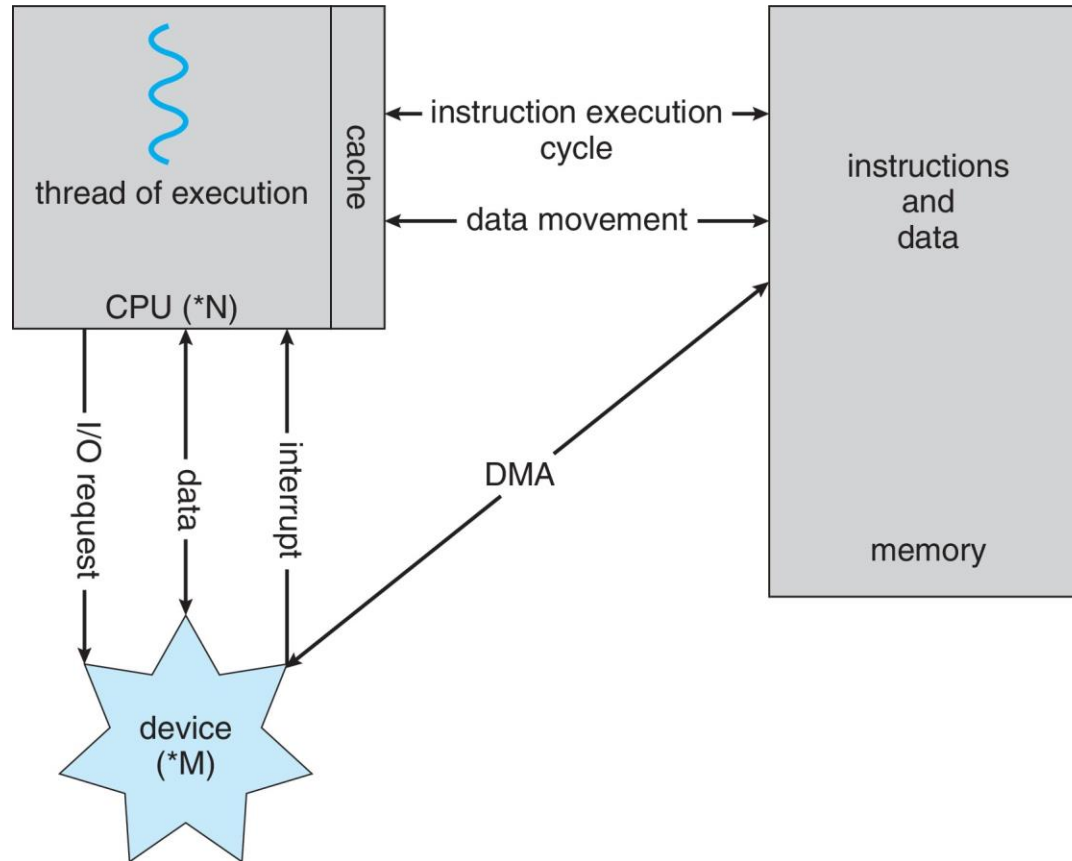 thread of execution
CPU (*N)
cache
instruction execution
cycle
data movement
instructions
and
data
memory
I/O request
data
interrupt
DMA
device
(*M)